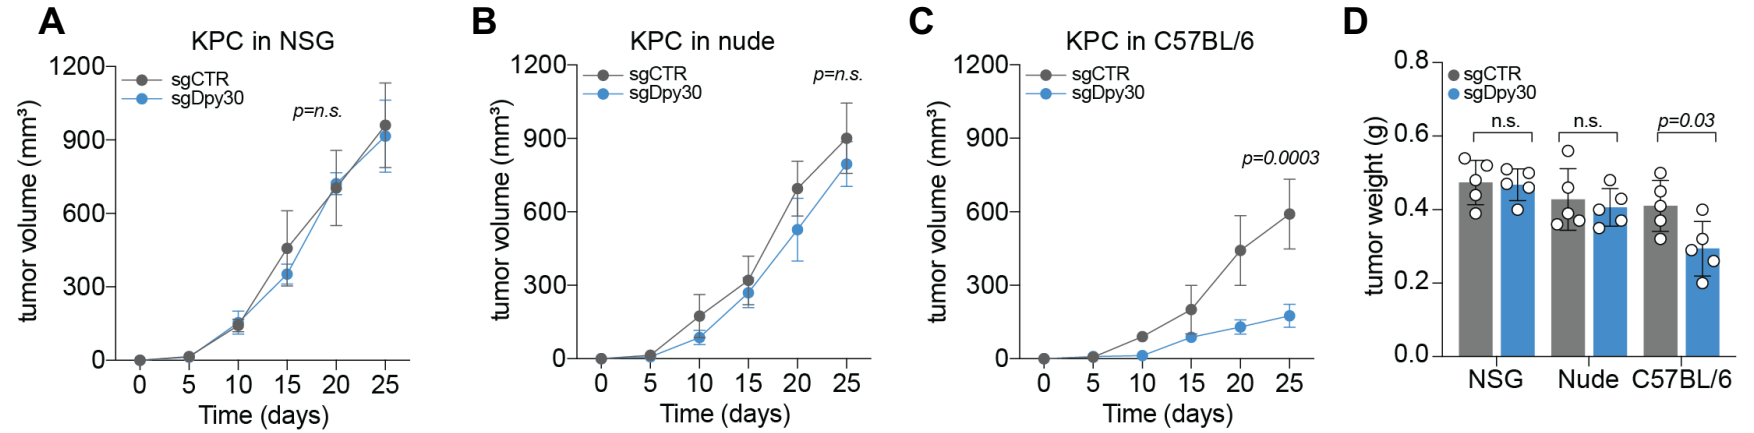 A
KPC in NSG
sgCTR
sgDpy30
p=n.s.
1200
900
600
300
0
tumor volume (mm³)
0 5 10 15 20 25
Time (days)
B
KPC in nude
sgCTR
sgDpy30
p=n.s.
1200
900
600
300
0
tumor volume (mm³)
0 5 10 15 20 25
Time (days)
C
KPC in C57BL/6
sgCTR
sgDpy30
p=0.0003
1200
900
600
300
0
tumor volume (mm³)
0 5 10 15 20 25
Time (days)
D
sgCTR
sgDpy30
n.s. n.s. p=0.03
0.8
0.6
0.4
0.2
0.0
tumor weight (g)
NSG Nude C57BL/6